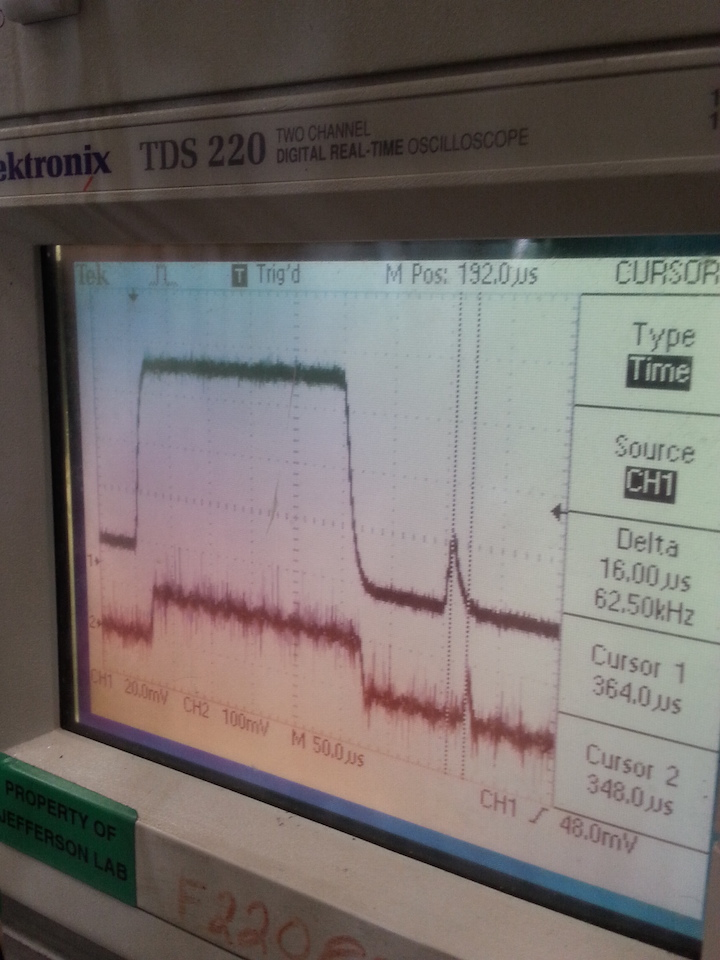 ektronix TDS 220 TWO CHANNEL
DIGITAL REAL-TIME OSCILLOSCOPE
Tek T Trig'd M Pos: 192.0µs CURSOR
Type
Time
Source
CH1
Delta
16.00µs
62.50kHz
Cursor 1
364.0µs
Cursor 2
348.0µs
1
2
CH1 20.0mV CH2 100mV M 50.0µs CH1 48.0mV
PROPERTY OF
JEFFERSON LAB